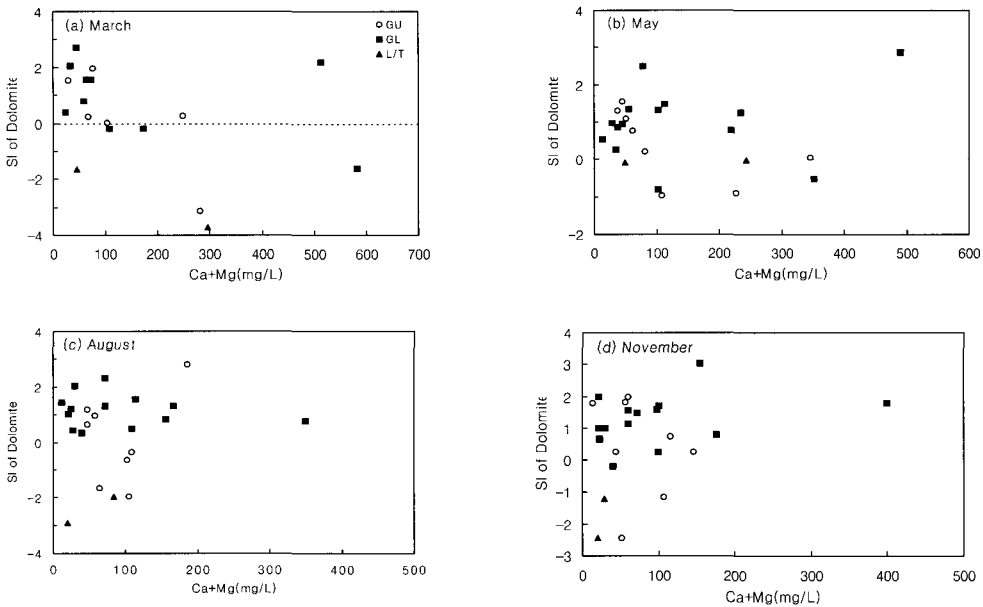 (a) March
○ GU
■ GL
▲ L/T
4
2
0
-2
-4
SI of Dolomite
0 100 200 300 400 500 600 700
Ca+Mg(mg/L)
(b) May
4
2
0
-2
SI of Dolomite
0 100 200 300 400 500 600
Ca+Mg(mg/L)
(c) August
4
2
0
-2
-4
SI of Dolomite
0 100 200 300 400 500
Ca+Mg(mg/L)
(d) November
4
3
2
1
0
-1
-2
-3
SI of Dolomite
0 100 200 300 400 500
Ca+Mg(mg/L)